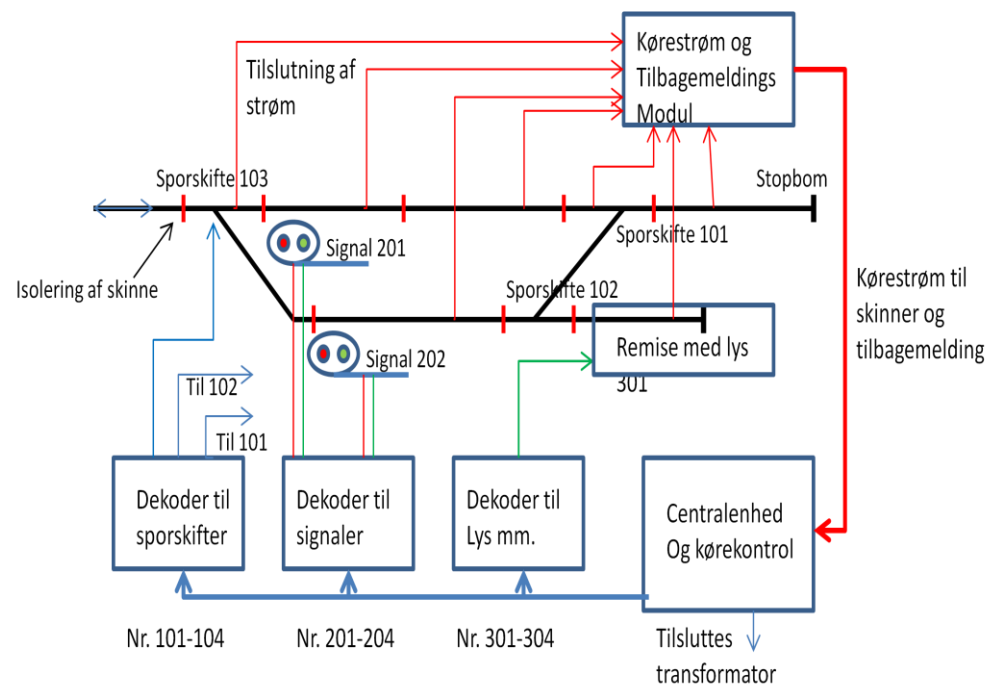 Kørestrøm og
Tilbagemeldings
Modul
Tilslutning af
strøm
Sporskifte 103
Stopbom
Signal 201
Sporskifte 101
Isolering af skinne
Sporskifte 102
Kørestrøm til
skinner og
tilbagemelding
Remise med lys
301
Signal 202
Til 102
Til 101
Dekoder til
sporskifter
Dekoder til
signaler
Dekoder til
Lys mm.
Centralenhed
Og kørekontrol
Nr. 101-104
Nr. 201-204
Nr. 301-304
Tilsluttes
transformator